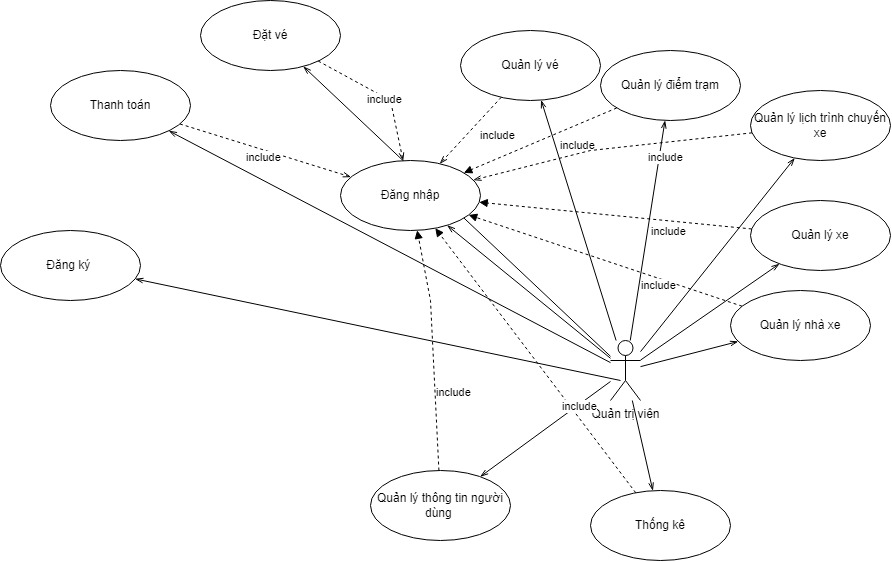 Đặt vé
Quản lý vé
Quản lý điểm trạm
Thanh toán
include
Quản lý lịch trình chuyến
xe
include
include
include
include
Đăng nhập
include
Quản lý xe
Đăng ký
include
Quản lý nhà xe
include
include
Quản trị viên
Quản lý thông tin người
dùng
Thống kê